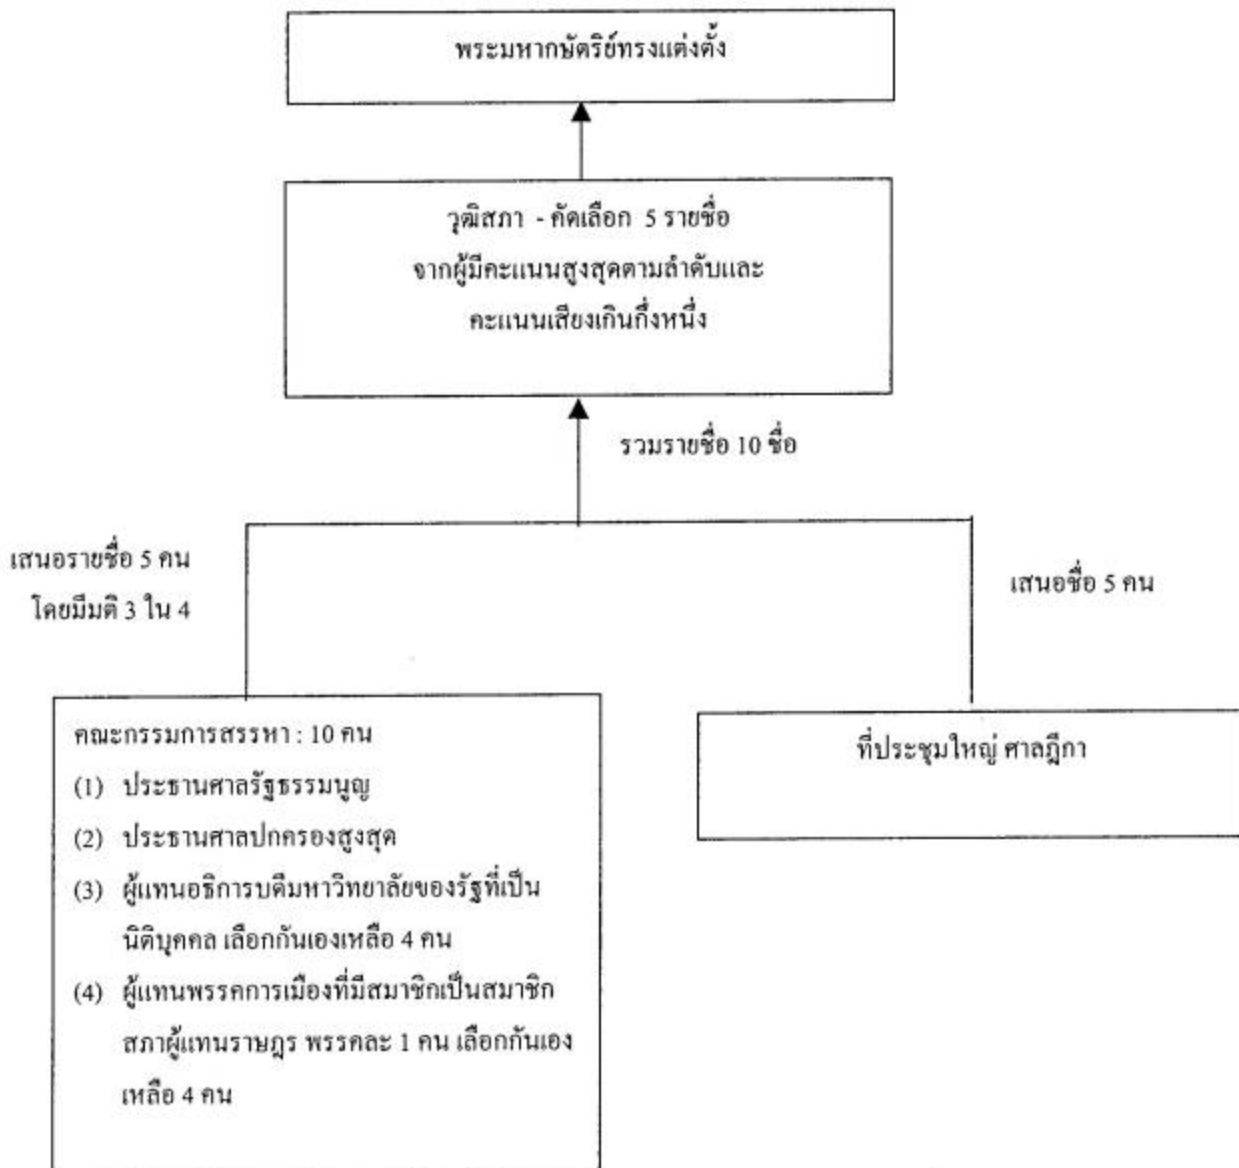 พระมหากษัตริย์ทรงแต่งตั้ง
วุฒิสภา - คัดเลือก 5 รายชื่อ
จากผู้มีคะแนนสูงสุดตามลำดับและ
คะแนนเสียงเกินกึ่งหนึ่ง
รวมรายชื่อ 10 ชื่อ
เสนอรายชื่อ 5 คน
โดยมีมติ 3 ใน 4
เสนอชื่อ 5 คน
คณะกรรมการสรรหา : 10 คน
(1) ประธานศาลรัฐธรรมนูญ
(2) ประธานศาลปกครองสูงสุด
(3) ผู้แทนอธิการบดีมหาวิทยาลัยของรัฐที่เป็น
นิติบุคคล เลือกกันเองเหลือ 4 คน
(4) ผู้แทนพรรคการเมืองที่มีสมาชิกเป็นสมาชิก
สภาผู้แทนราษฎร พรรคละ 1 คน เลือกกันเอง
เหลือ 4 คน
ที่ประชุมใหญ่ ศาลฎีกา